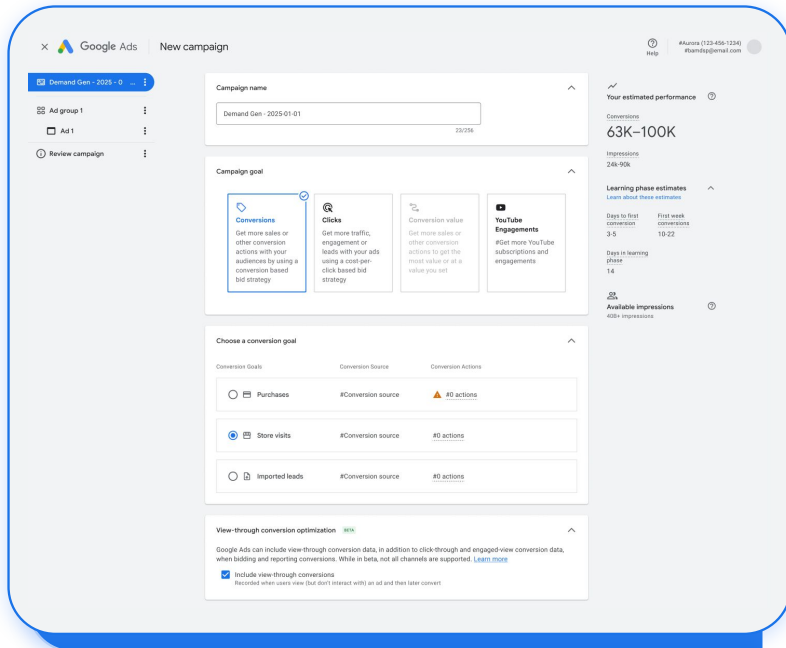 Google Ads
New campaign
Help
#Aurora (123-456-1234)
#bamdsp@email.com
Demand Gen - 2025 - 0 ...
Ad group 1
Ad 1
Review campaign
Campaign name
Demand Gen - 2025-01-01
23/256
Campaign goal
Conversions
Get more sales or
other conversion
actions with your
audiences by using a
conversion based
bid strategy
Clicks
Get more traffic,
engagement or
leads with your ads
using a cost-per-
click based bid
strategy
Conversion value
Get more sales or
other conversion
actions to get the
most value or at a
value you set
YouTube
Engagements
#Get more YouTube
subscriptions and
engagements
Choose a conversion goal
Conversion Goals Conversion Source Conversion Actions
Purchases #Conversion source #0 actions
Store visits #Conversion source #0 actions
Imported leads #Conversion source #0 actions
View-through conversion optimization BETA
Google Ads can include view-through conversion data, in addition to click-through and engaged-view conversion data,
when bidding and reporting conversions. While in beta, not all channels are supported. Learn more
Include view-through conversions
Recorded when users view (but don't interact with) an ad and then later convert
Your estimated performance
Conversions
63K–100K
Impressions
24k-90k
Learning phase estimates
Learn about these estimates
Days to first
conversion
3-5
First week
conversions
10-22
Days in learning
phase
14
Available impressions
40B+ impressions